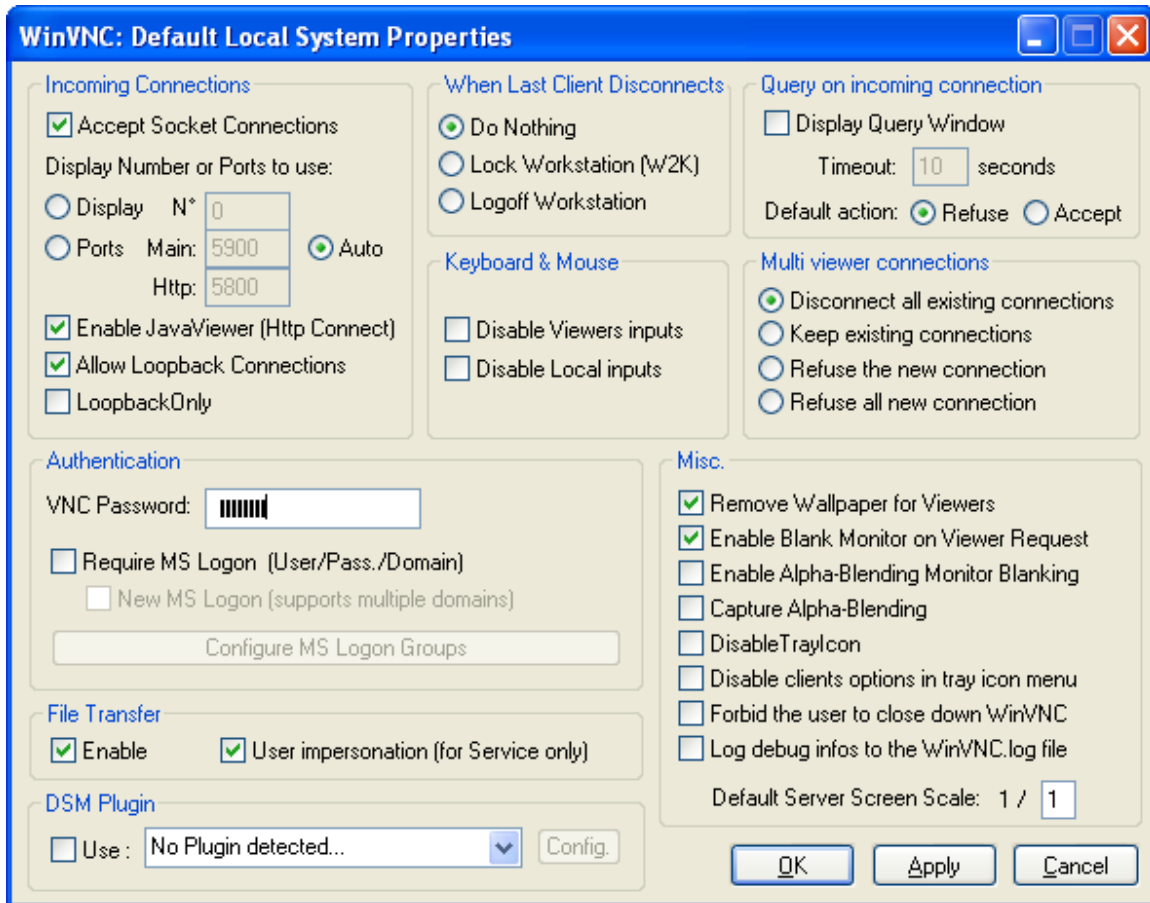 WinVNC: Default Local System Properties
Incoming Connections
Accept Socket Connections
Display Number or Ports to use:
Display N° 0
Ports Main: 5900 Auto
Http: 5800
Enable JavaViewer (Http Connect)
Allow Loopback Connections
LoopbackOnly
When Last Client Disconnects
Do Nothing
Lock Workstation (W2K)
Logoff Workstation
Keyboard & Mouse
Disable Viewers inputs
Disable Local inputs
Query on incoming connection
Display Query Window
Timeout: 10 seconds
Default action: Refuse Accept
Multi viewer connections
Disconnect all existing connections
Keep existing connections
Refuse the new connection
Refuse all new connection
Authentication
VNC Password:
Require MS Logon (User/Pass./Domain)
New MS Logon (supports multiple domains)
Configure MS Logon Groups
File Transfer
Enable User impersonation (for Service only)
DSM Plugin
Use : No Plugin detected... Config.
Misc.
Remove Wallpaper for Viewers
Enable Blank Monitor on Viewer Request
Enable Alpha-Blending Monitor Blanking
Capture Alpha-Blending
DisableTrayIcon
Disable clients options in tray icon menu
Forbid the user to close down WinVNC
Log debug infos to the WinVNC.log file
Default Server Screen Scale: 1 / 1
OK Apply Cancel